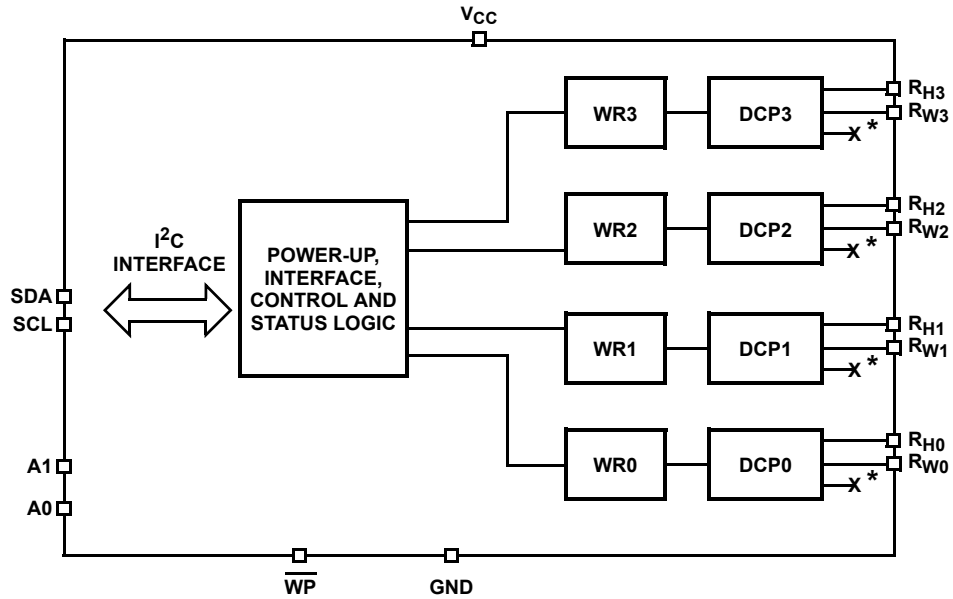 VCC
RH3
WR3
DCP3
RW3
X *
RH2
WR2
DCP2
RW2
X *
I2C
INTERFACE
POWER-UP,
INTERFACE,
CONTROL AND
STATUS LOGIC
SDA
SCL
RH1
WR1
DCP1
RW1
X *
RH0
WR0
DCP0
RW0
X *
A1
A0
WP
GND